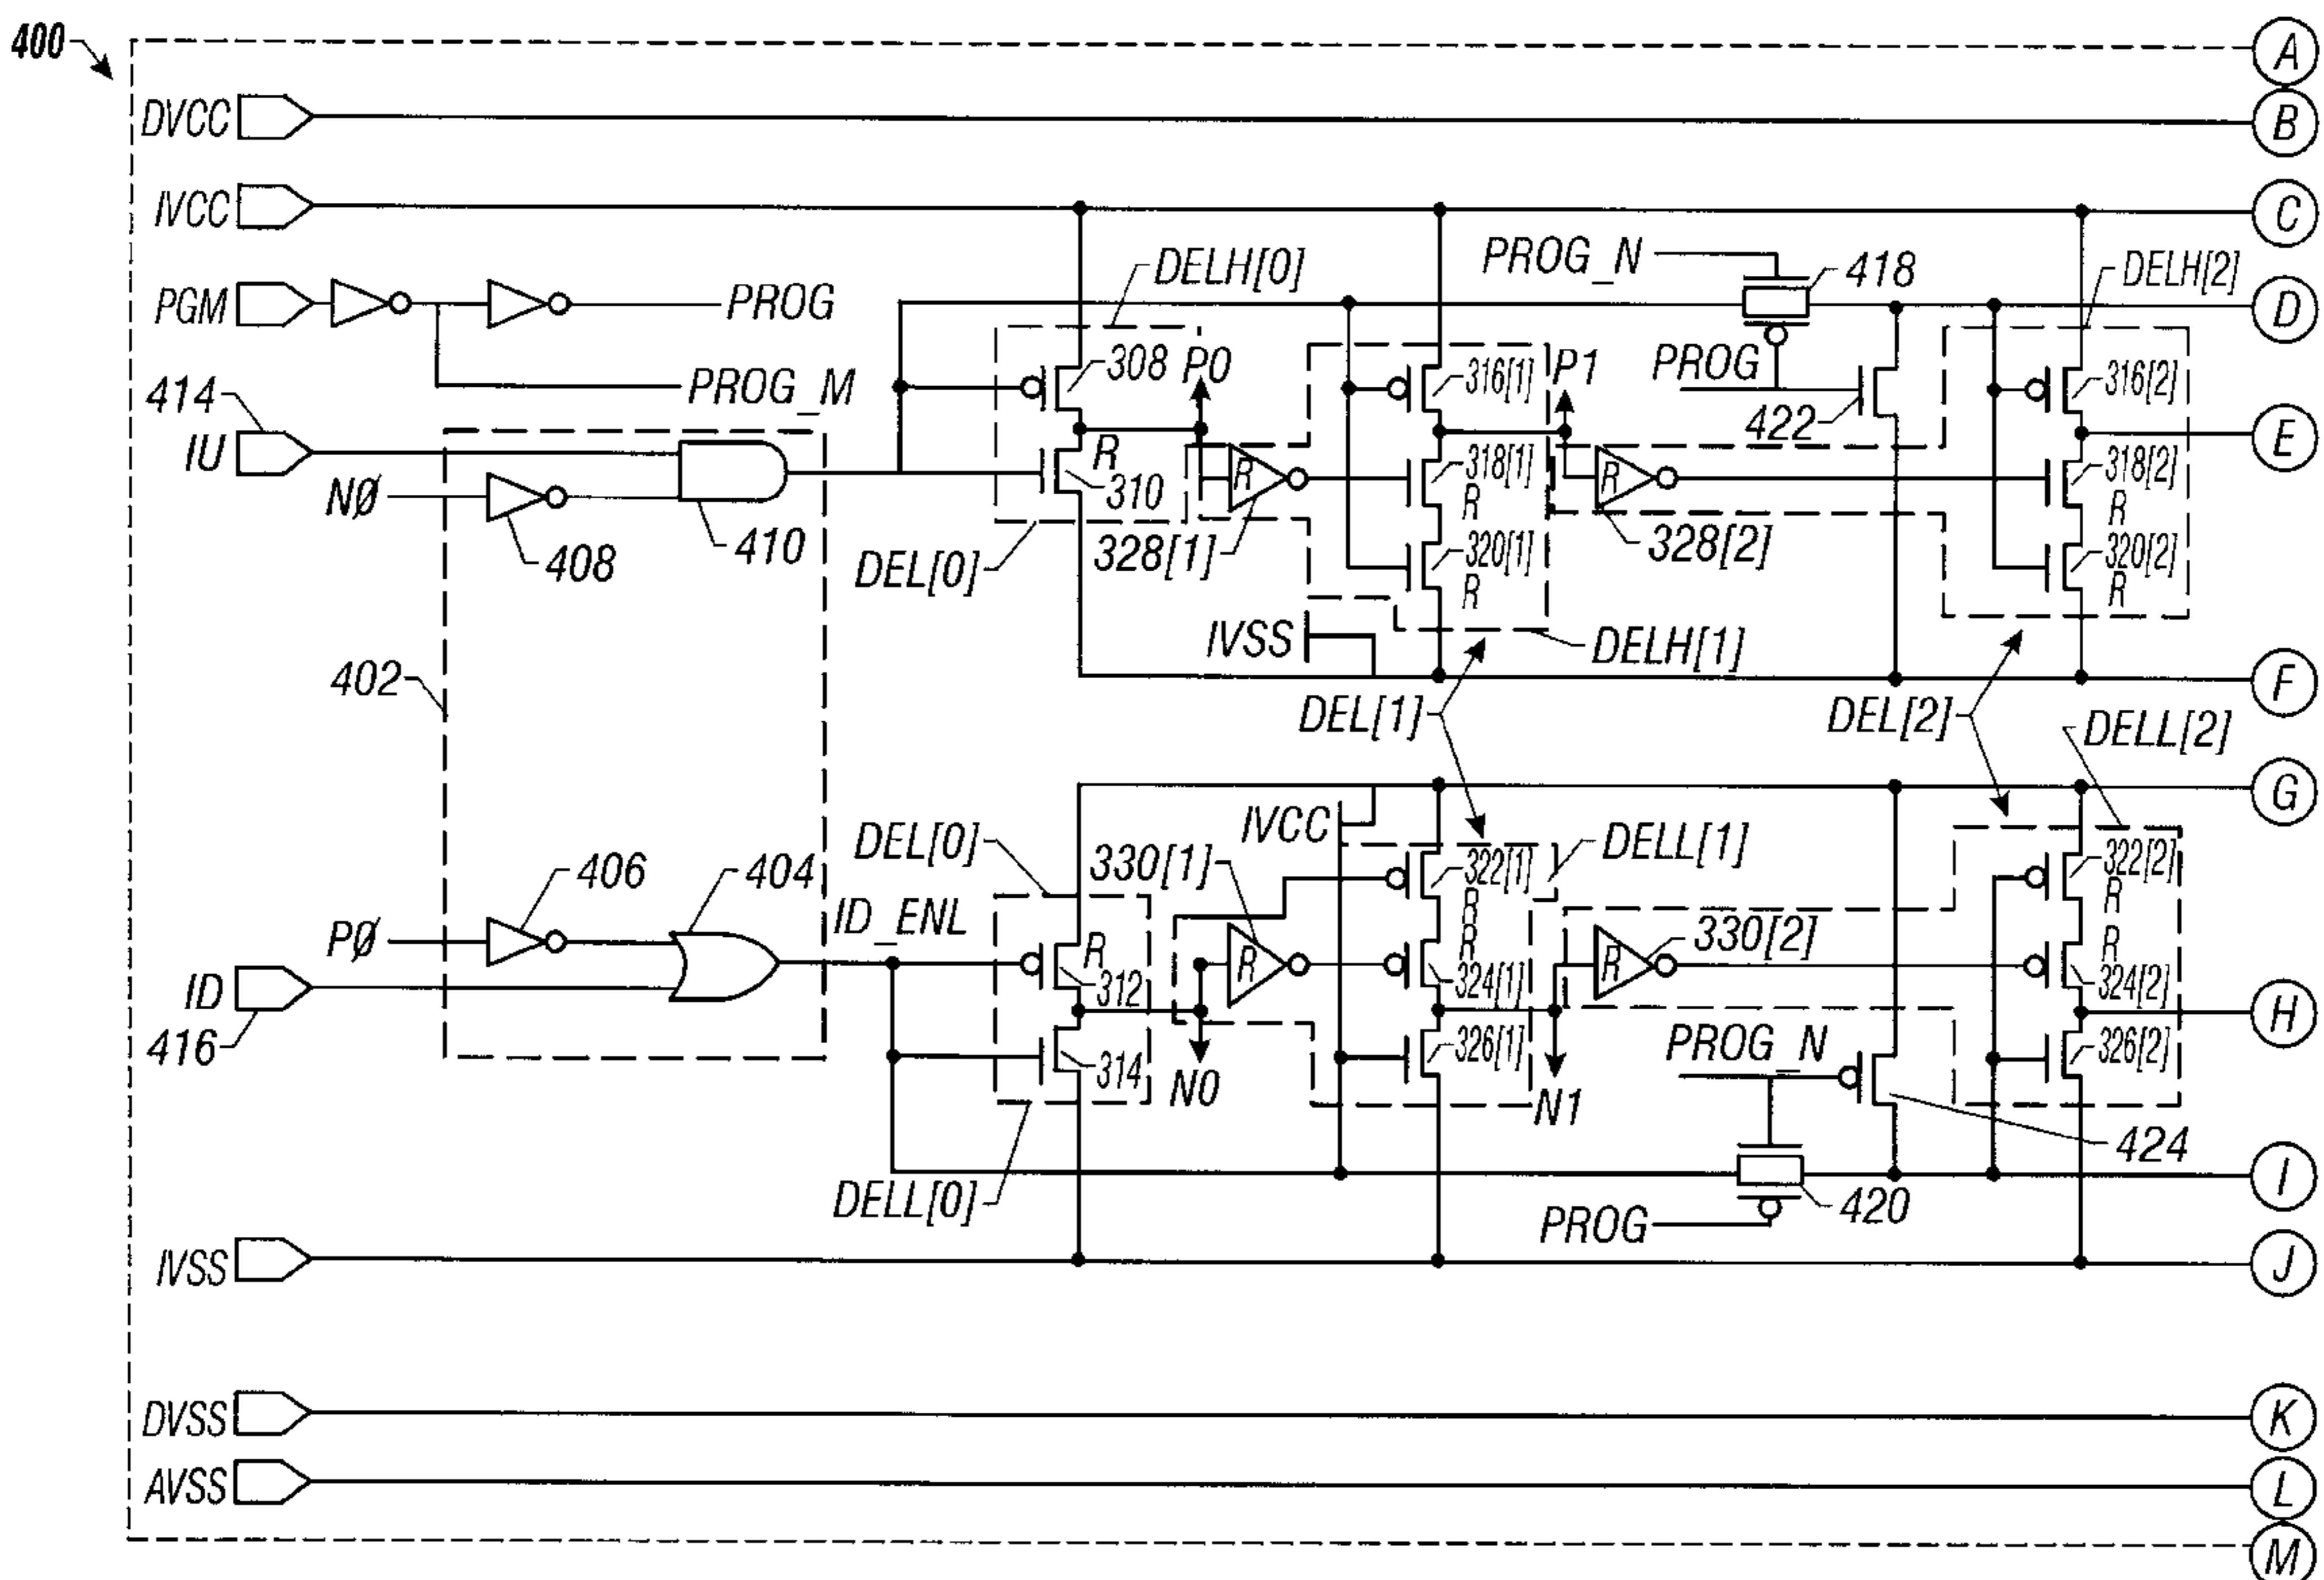 400
A
DVCC
B
IVCC
C
DELH[0]
PROG_N
418
DELH[2]
PGM
PROG
D
308
P0
P1
PROG
316[1]
316[2]
PROG_M
414
422
IU
E
R
310
R
318[1]
R
R
318[2]
R
NØ
408
410
DEL[0]
328[1]
320[1]
R
328[2]
320[2]
R
IVSS
DELH[1]
402
F
DEL[1]
DEL[2]
DELL[2]
G
IVCC
DEL[0]
330[1]
DELL[1]
406
404
322[1]
R
322[2]
R
PØ
ID_ENL
R
312
R
R
324[1]
R
330[2]
R
324[2]
ID
416
H
314
N0
326[1]
N1
PROG_N
326[2]
424
DELL[0]
PROG
420
I
IVSS
J
DVSS
K
AVSS
L
M